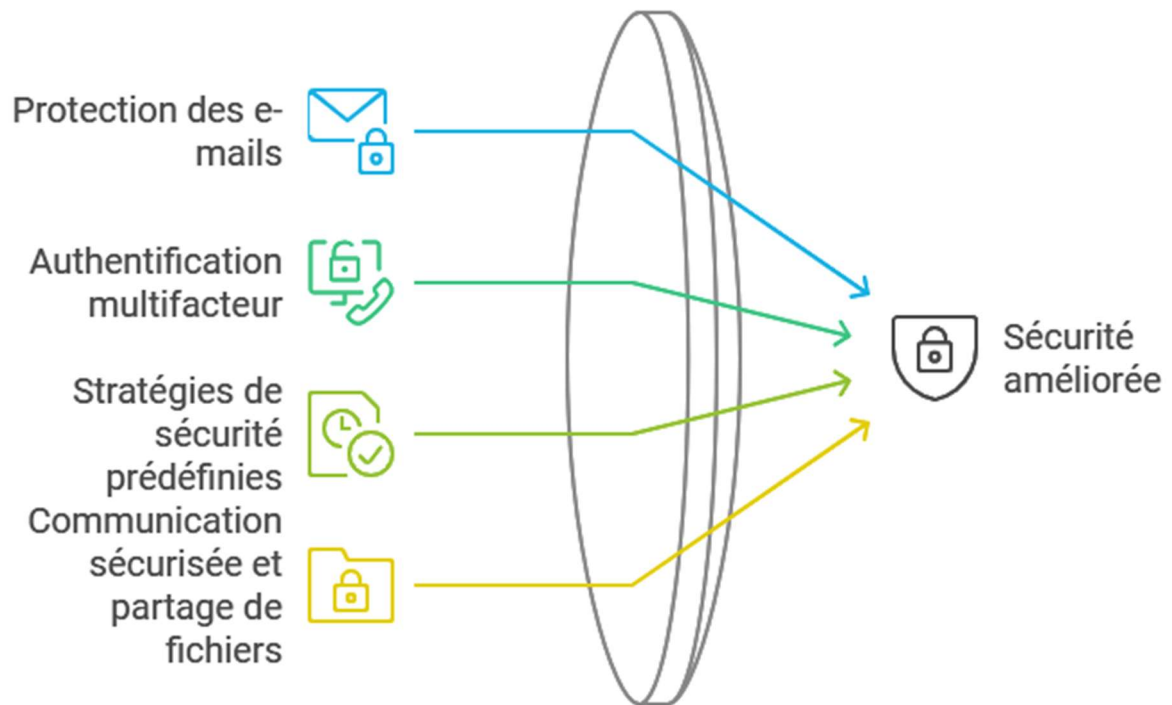 Protection des e-
mails
Authentification
multifacteur
Stratégies de
sécurité
prédéfinies
Communication
sécurisée et
partage de
fichiers
Sécurité
améliorée